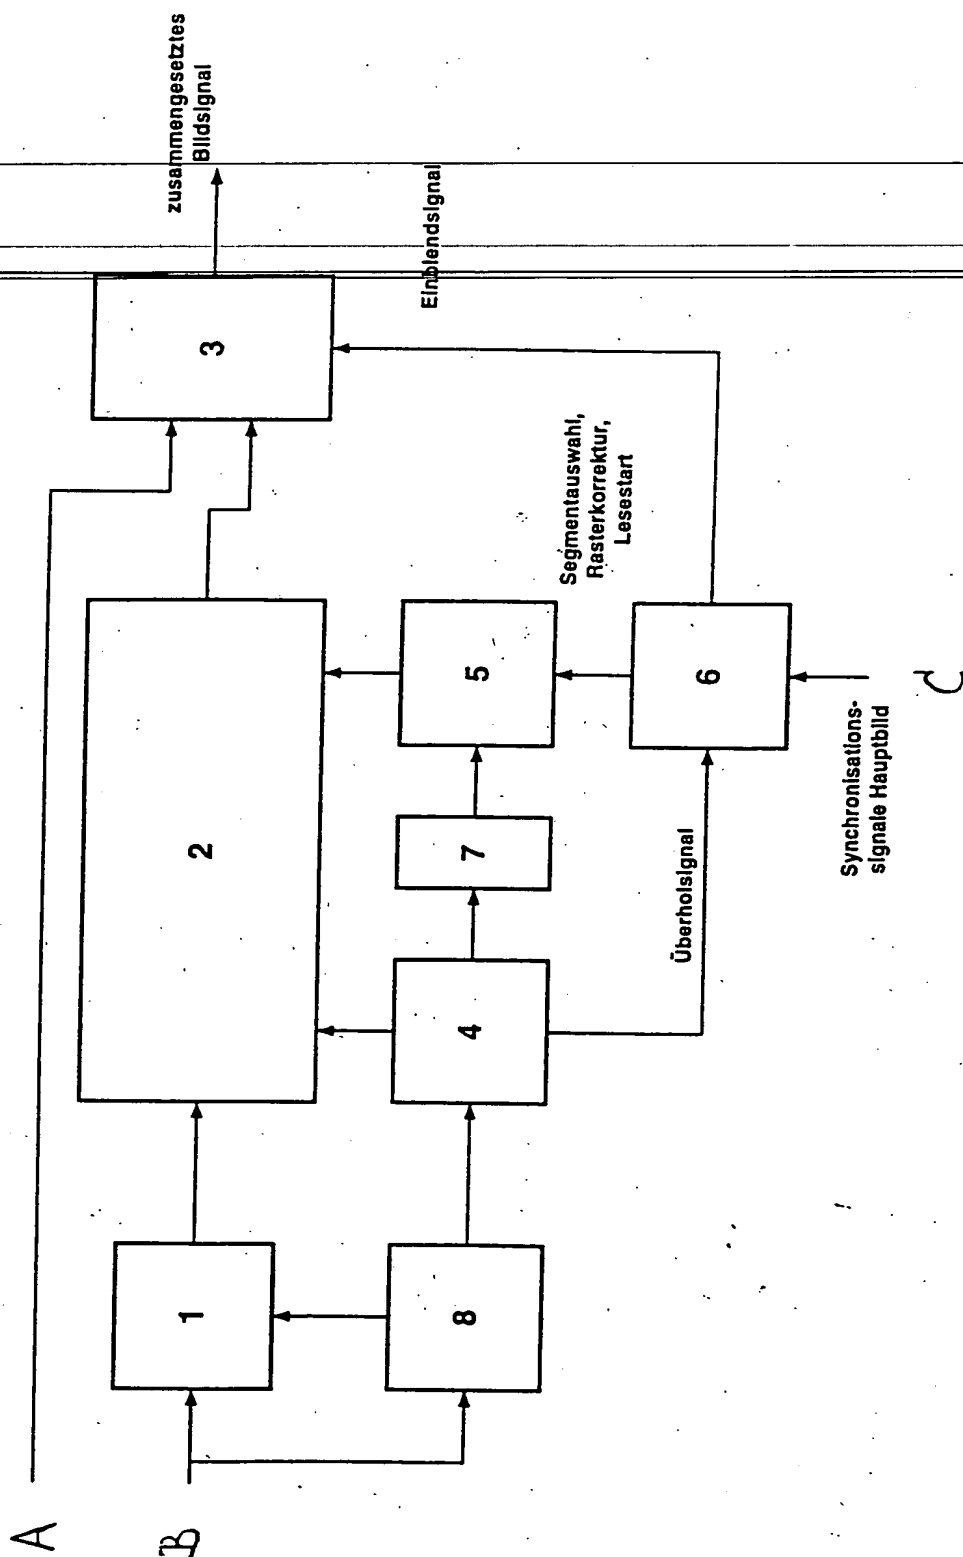 A
B
C
zusammengesetztes
Bildsignal
Einblendsignal
3
2
Segmentauswahl,
Rasterkorrektur,
Lesestart
5
6
7
4
Überholsignal
Synchronisations-
signale Hauptbild
1
8